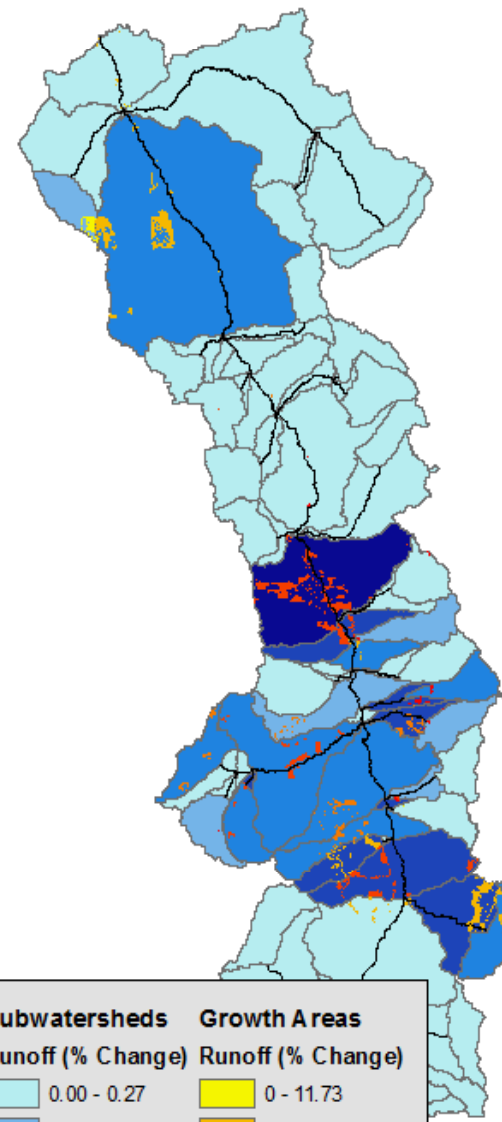 ubwatersheds Growth Areas
unoff (% Change) Runoff (% Change)
0.00 - 0.27 0 - 11.73